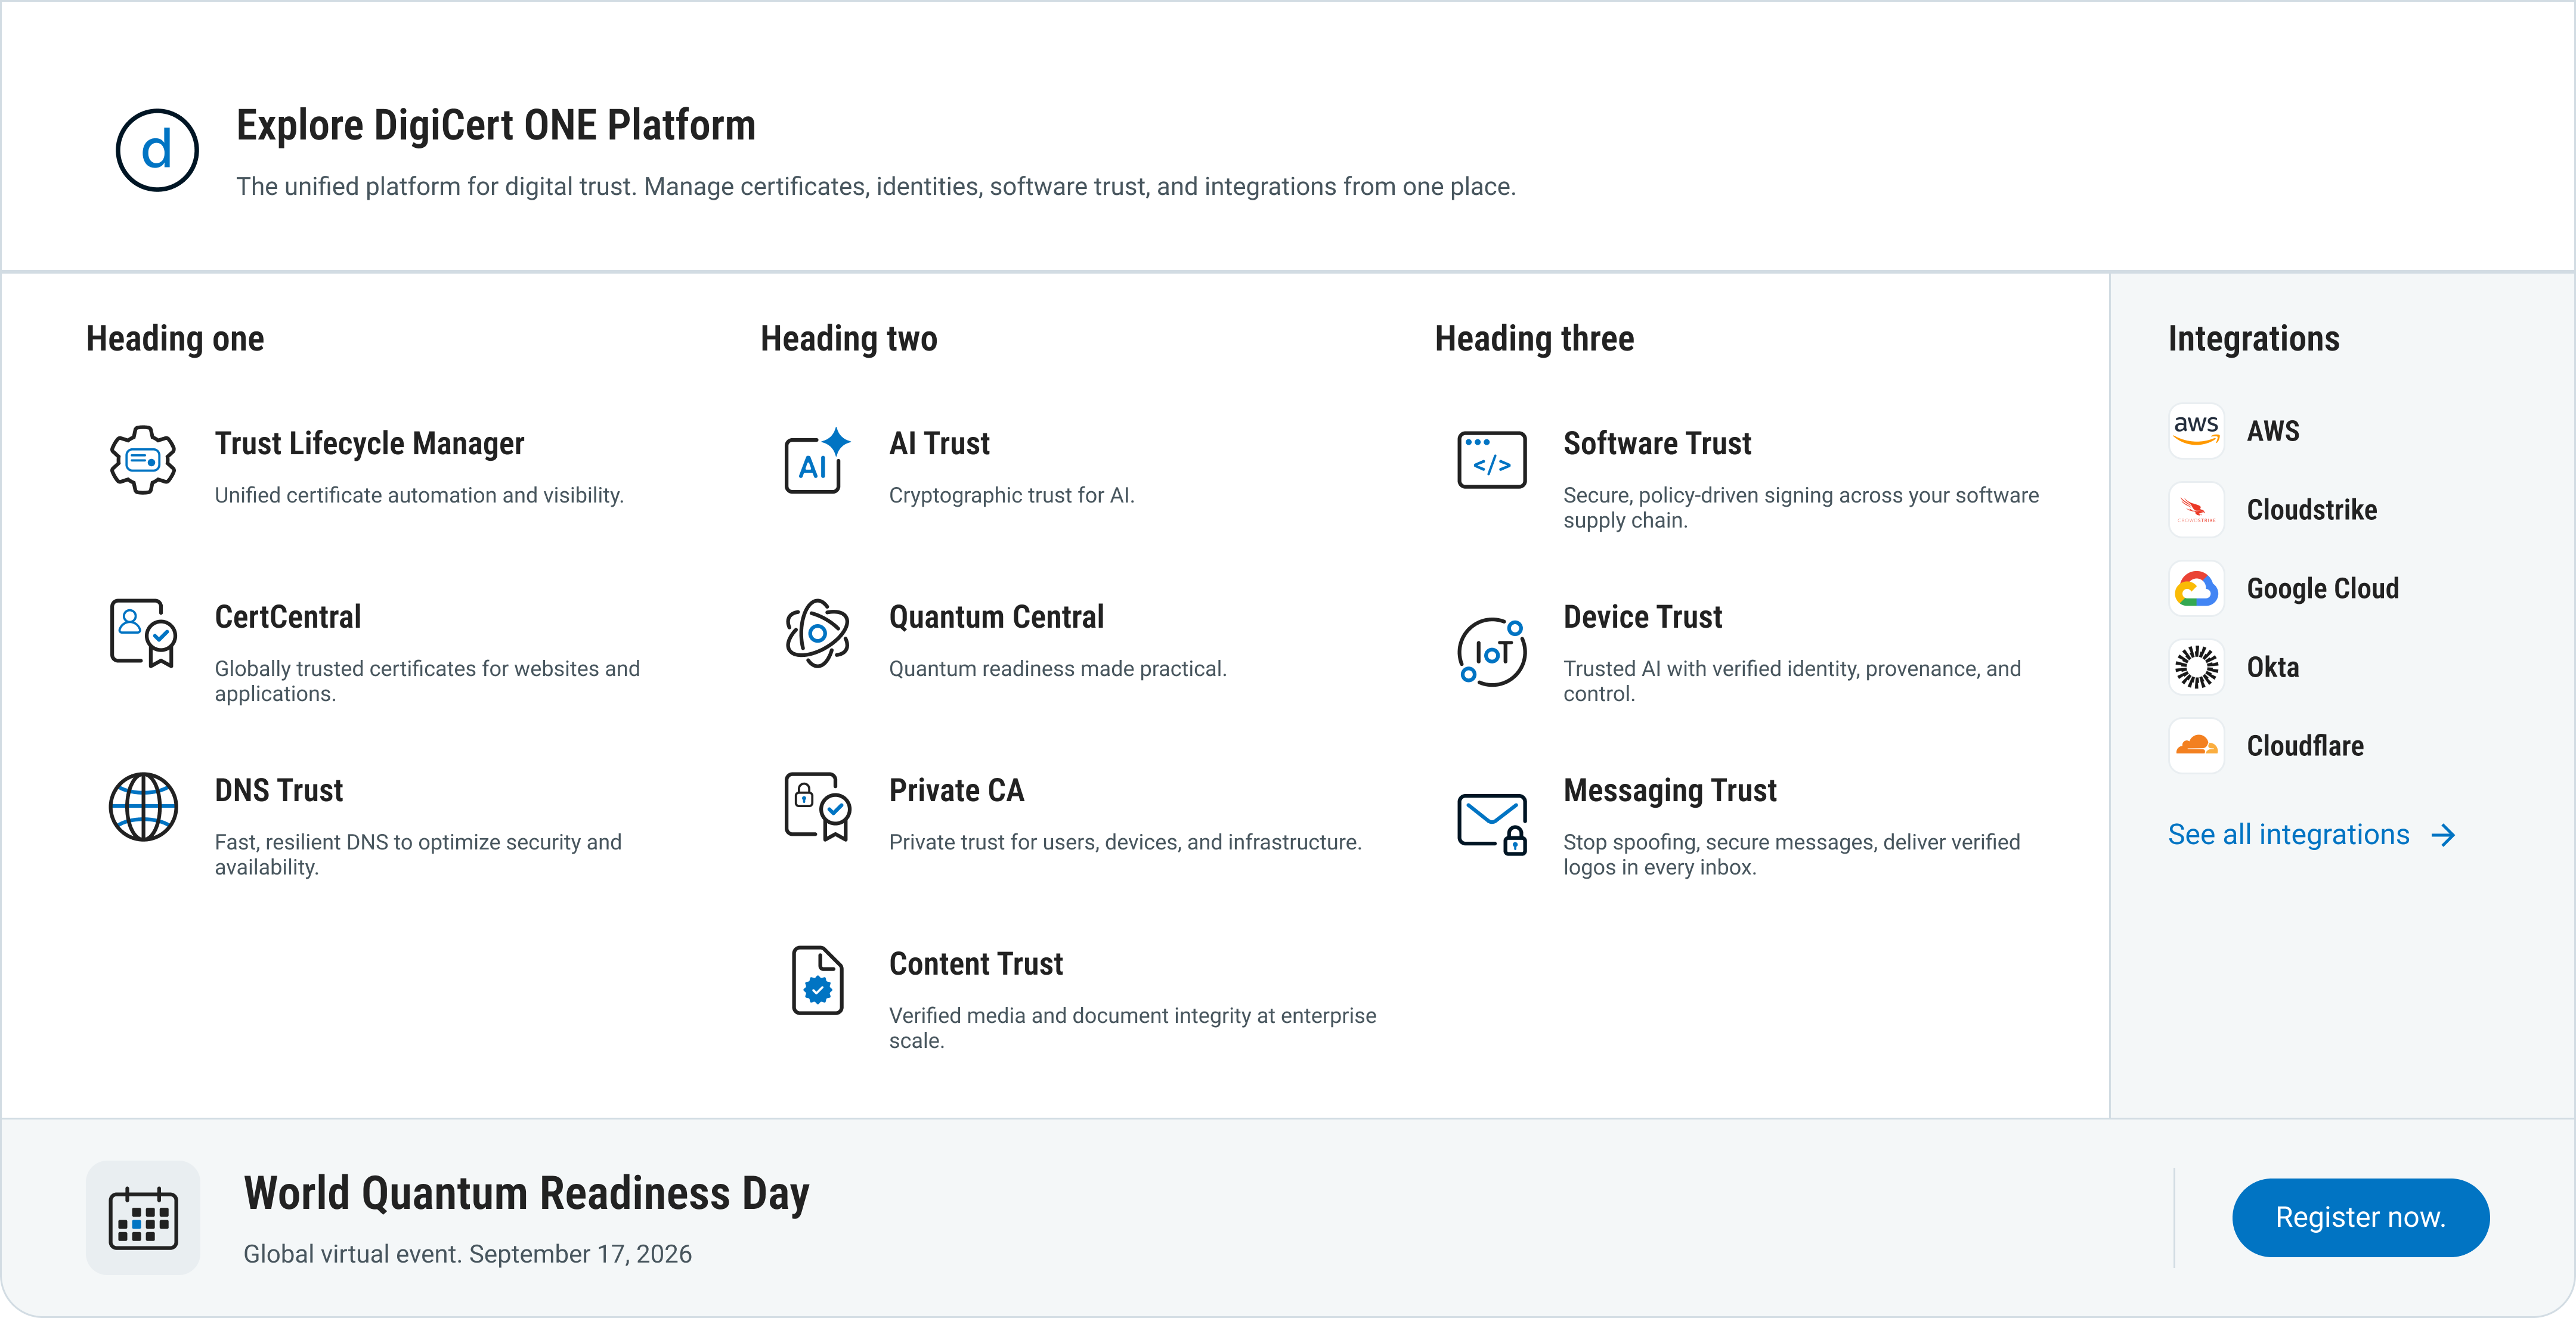 d
Explore DigiCert ONE Platform
The unified platform for digital trust. Manage certificates, identities, software trust, and integrations from one place.
Heading one
Trust Lifecycle Manager
Unified certificate automation and visibility.
CertCentral
Globally trusted certificates for websites and
applications.
DNS Trust
Fast, resilient DNS to optimize security and
availability.
Heading two
AI
AI Trust
Cryptographic trust for AI.
Quantum Central
Quantum readiness made practical.
Private CA
Private trust for users, devices, and infrastructure.
Content Trust
Verified media and document integrity at enterprise
scale.
Heading three
</>
Software Trust
Secure, policy-driven signing across your software
supply chain.
IoT
Device Trust
Trusted AI with verified identity, provenance, and
control.
Messaging Trust
Stop spoofing, secure messages, deliver verified
logos in every inbox.
Integrations
aws
AWS
CROWDSTRIKE
Cloudstrike
Google Cloud
Okta
Cloudflare
See all integrations
World Quantum Readiness Day
Global virtual event. September 17, 2026
Register now.